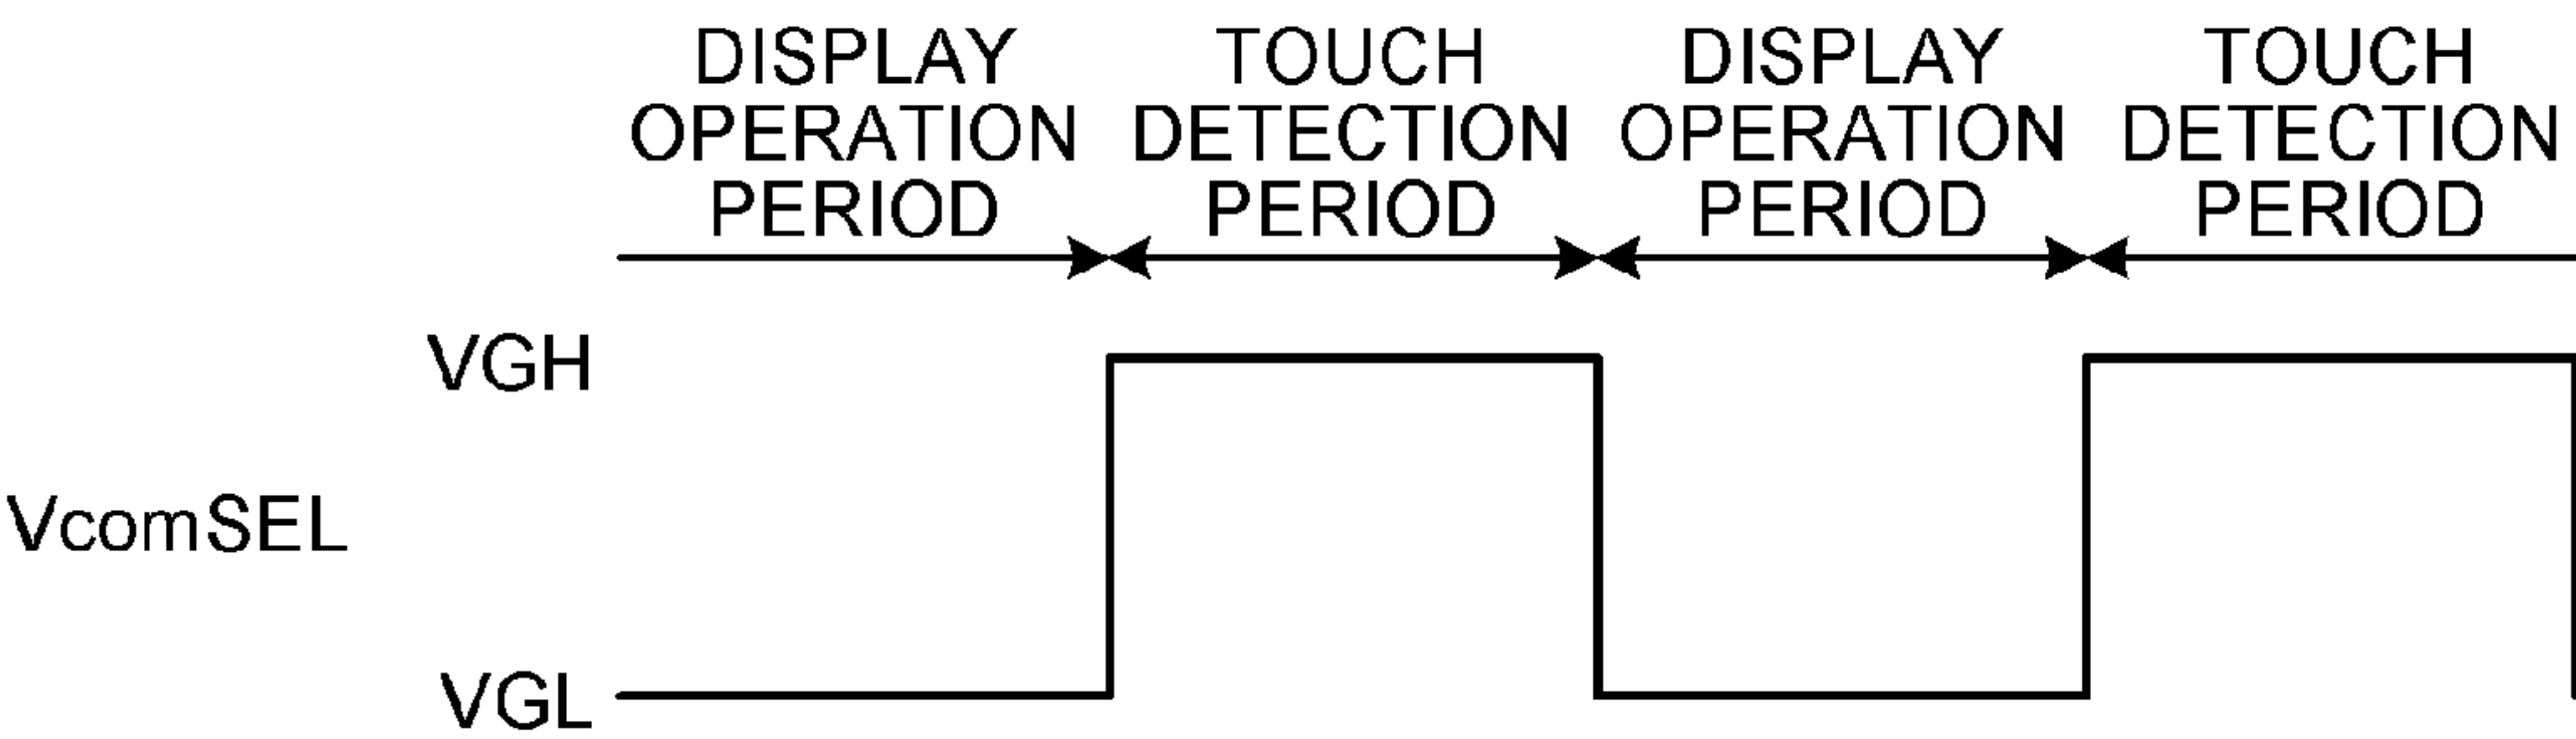 DISPLAY OPERATION PERIOD
TOUCH DETECTION PERIOD
DISPLAY OPERATION PERIOD
TOUCH DETECTION PERIOD
VGH
VcomSEL
VGL